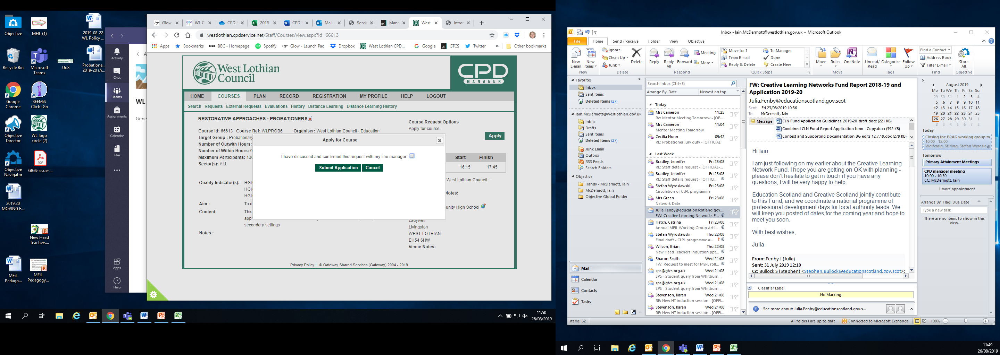 Objective
MFIL (1)
2019_08_22
WL Policy ...
Recycle Bin
Microsoft
Teams
UoS
Probatione...
2019-20 (A...
Google
Chrome
SEEMiS
Click+Go
Objective
Director
WL logo
circle (2)
Objective
Navigator
GIGS-issue-...
2019.20
MOVING F...
New Head
Teachers...
MFiL
Pedago...
MFiL
Pedagogy...
Activity
Chat
Teams
Assignments
Calendar
Files
Apps
Help
WL
Gene
Glow
WL C
CPD
2019-
CPD
Mail
Servic
Mana
West
Intrar
westlothian.cpdservice.net/Staff/Courses/view.aspx?id=66613
Apps
Bookmarks
BBC - Homepage
Spotify
Glow - Launch Pad
Dropbox
West Lothian CPD...
Google
GTCS
Twitter
Other bookmarks
West Lothian
Council
CPD
MANAGER
HOME COURSES PLAN RECORD REGISTRATION MY PROFILE HELP LOGOUT
Search Requests External Requests Evaluations History Distance Learning Distance Learning History
RESTORATIVE APPROACHES - PROBATIONERS
Course Id: 66613 Course Ref: WLPROB6 Organiser: West Lothian Council - Education
Target Group : Probationary
Number of Outwith Hours:
Number of Within Hours: 0
Maximum Participants: 130
Sector(s): ALL
Quality Indicator(s): HGI
HGI
HGI
Aim : To d
Content: This
appr
secondary settings
Notes :
Course Request Options
Apply for course.
Apply
Start Finish
16:15 17:45
West Lothian Council -
Notes:
unity High School
Ladywell
Livingston
WEST LOTHIAN
EH54 6HW
Venue Notes:
Apply for Course
I have discussed and confirmed this request with my line manager.
Submit Application Cancel
Privacy Policy | © Gateway Shared Services (Gateway) 2004 - 2019
11:50
26/08/2019
Inbox - Iain.McDermott@westlothian.gov.uk - Microsoft Outlook
File Home Send / Receive Folder View Objective
New
E-mail
New
Items
New
Ignore
Clean Up
Junk
Delete
Delete
Reply
Reply
All
Forward
Meeting
More
Respond
Move to: ?
Team E-mail
Reply & Delete
To Manager
Done
Create New
Quick Steps
Move
Rules
OneNote
Move
Unread/
Read
Categorize
Follow
Up
Tags
Find a Contact
Address Book
Filter E-mail
Find
Store
All
Objective
Favorites
Inbox
Sent Items
Deleted Items (27)
Iain.McDermott@westlothian.gov.uk
Inbox
Drafts
Sent Items
Deleted Items (27)
Junk Email
Outbox
RSS Feeds
Search Folders
Objective
Handy - McDermott, Iain
McDermott, Iain
Objective Global Folder
Mail
Calendar
Contacts
Tasks
Search Inbox (Ctrl+E)
Arrange By: Date Newest on top
Today
Mrs Cameron 11:25
Re: Mentor Meeting Tomorrow - [OF...
Mrs Cameron 11:04
Mentor Meeting Tomorrow
Cecilia Nunn 09:42
RE: Probationer jury duty - [OFFICIAL]
Last Week
Bradley, Jennifer Fri 23/08
RE: Staff details request - [OFFICIAL-...
Bradley, Jennifer Fri 23/08
RE: Staff details request - [OFFICI...
Stefan Wyroslawski Fri 23/08
Circulation of CLPL programme
Mrs Green Fri 23/08
Network Date
Julia.Fenby@educationscotland.gov....
FW: Creative Learning Networks F...
Hatch, Catrina Fri 23/08
Annual MFiL Working Group Acti...
Stefan Wyroslawski Thu 22/08
Final draft - CLPL programme a...
Wilson, Brian Thu 22/08
New Head Teachers Induction.ppt...
Sharon Smith Wed 21/08
FW: Request to meet for MyPL roll...
sps@gtcs.org.uk Wed 21/08
SPS - Student query from Whitburn ...
sps@gtcs.org.uk Wed 21/08
SPS - Student query from Whitburn ...
Stevenson, Karen Wed 21/08
RE: New HT induction session - [OFFI...
Stevenson, Karen Wed 21/08
RE: New HT induction session - [OFFI...
FW: Creative Learning Networks Fund Report 2018-19 and
Application 2019-20
Julia.Fenby@educationscotland.gov.scot
Sent: Fri 23/08/2019 10:36
To: McDermott, Iain
Message
CLN Fund Application Guidelines_2019-20_draft.docx (221 KB)
Combined CLN Fund Report Application form - Copy.docx (392 KB)
Context and Supporting Documentation BG edits 12.7.19.doc (279 KB)
Hi Iain
I am just following on my earlier about the Creative Learning
Network Fund. I hope you are getting on OK with planning -
please don't hesitate to get in touch if you have any
questions, I will be very happy to help.
Education Scotland and Creative Scotland jointly contribute
to this Fund, and we coordinate a national programme of
professional development days for local authority leads. We
will keep you posted of dates for the coming year and hope to
meet you soon.
With best wishes,
Julia
From: Fenby J (Julia)
Sent: 31 July 2019 12:10
Cc: Bullock S (Stephen) <Stephen.Bullock@educationscotland.gov.scot>;
Classifier Label
No Marking
See more about: Julia.Fenby@educationscotland.gov.s...
August 2019
Mo Tu We Th Fr Sa Su
29 30 31 1 2 3 4
5 6 7 8 9 10 11
12 13 14 15 16 17 18
19 20 21 22 23 24 25
26 27 28 29 30 31 1
2 3 4 5 6 7 8
Today
Closing the PRAG working group m
10:00 - 12:00
Wolfcraig, Stirling; Stefan Wyrosla
Tomorrow
Primary Attainment Meetings
CPD manager meeting
10:00 - 10:30
CC; McDermott, Iain
1 more appointment
Arrange By: Flag: Due Date
Type a new task
There are no items to show in this
view.
Items: 62
All folders are up to date.
Connected to Microsoft Exchange
100%
11:49
26/08/2019